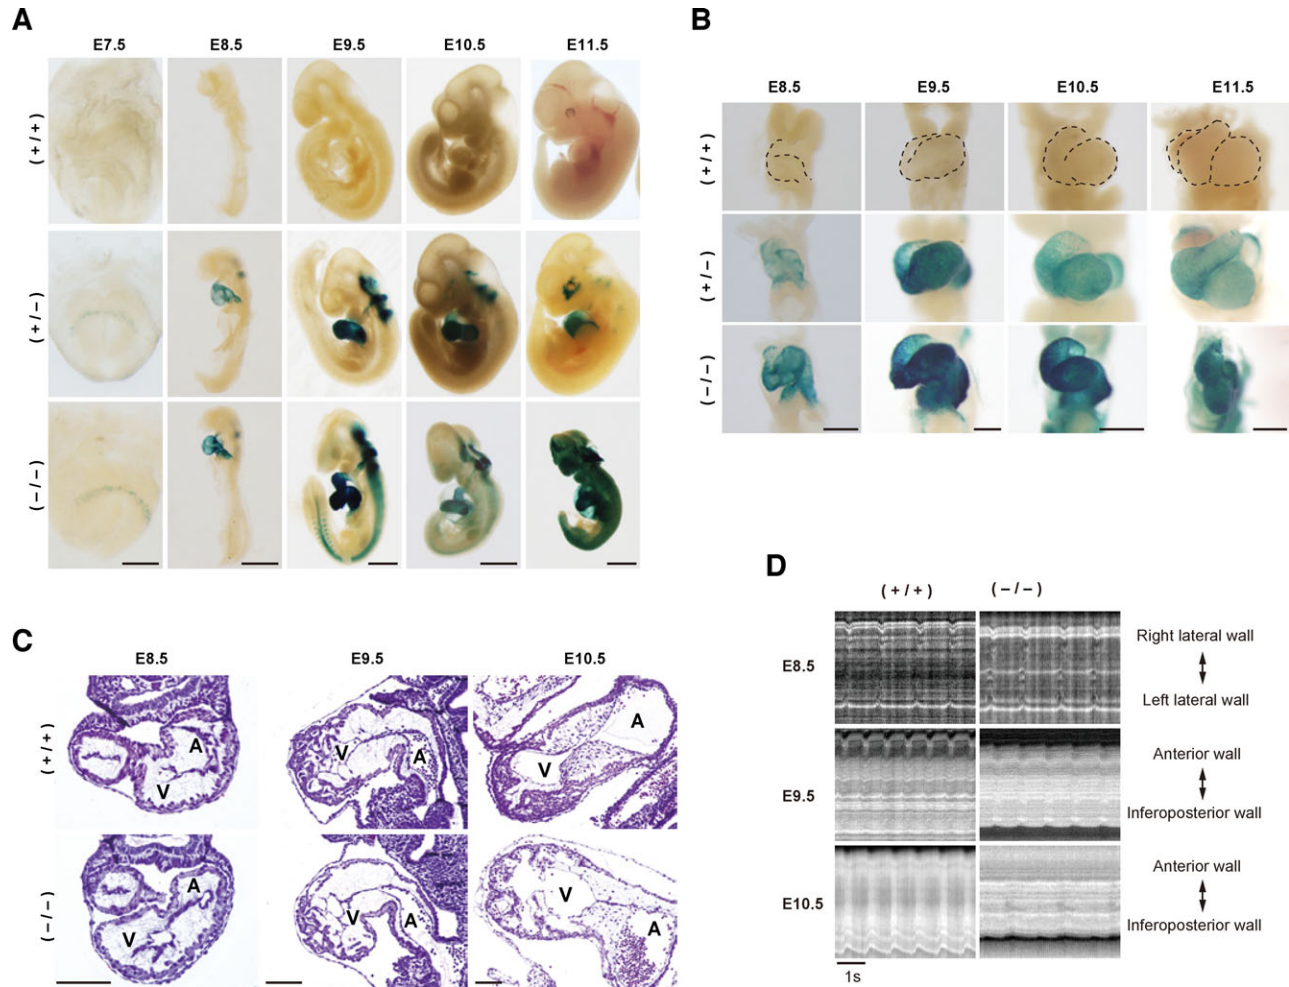 A
E7.5 E8.5 E9.5 E10.5 E11.5
(+/+)
(+/–)
(–/–)
B
E8.5 E9.5 E10.5 E11.5
(+/+)
(+/–)
(–/–)
C
E8.5 E9.5 E10.5
(+/+)
A V V A V A
(–/–)
A V V A V A
D
(+/+) (–/–)
E8.5
Right lateral wall
Left lateral wall
E9.5
Anterior wall
Inferoposterior wall
E10.5
Anterior wall
Inferoposterior wall
1s